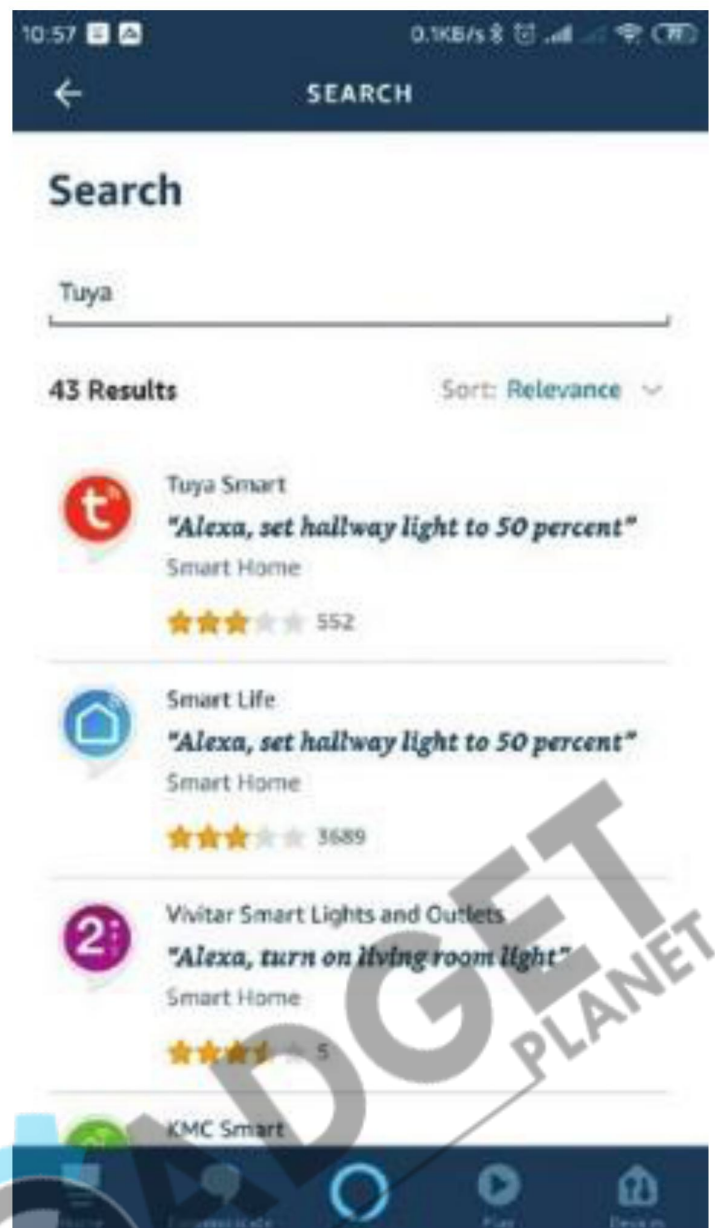 10:57
0.1KB/s
SEARCH
Search
Tuya
43 Results
Sort: Relevance
Tuya Smart
"Alexa, set hallway light to 50 percent"
Smart Home
552
Smart Life
"Alexa, set hallway light to 50 percent"
Smart Home
3689
Vivitar Smart Lights and Outlets
"Alexa, turn on living room light"
Smart Home
5
KMC Smart
GADGET
PLANET